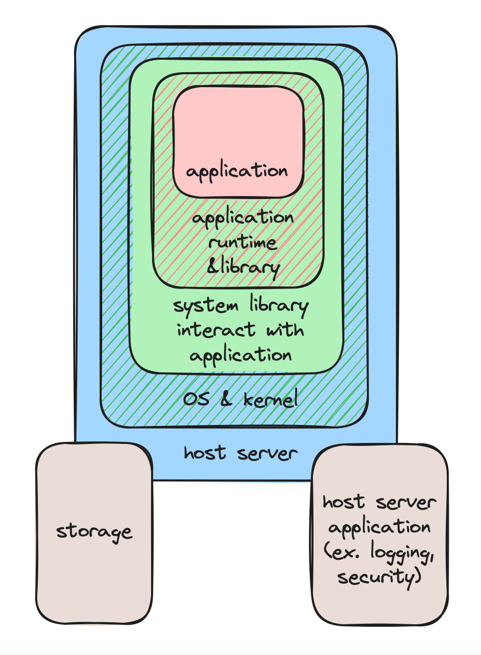 application
application
runtime
&library
system library
interact with
application
OS & kernel
host server
storage
host server
application
(ex. logging,
security)